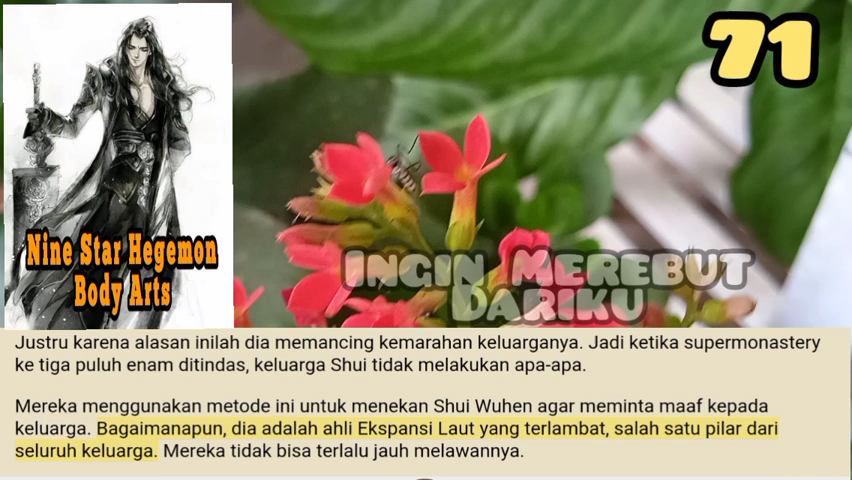 71
Nine Star Hegemon
Body Arts
Ingin Merebut
Dariku
Justru karena alasan inilah dia memancing kemarahan keluarganya. Jadi ketika supermonastery
ke tiga puluh enam ditindas, keluarga Shui tidak melakukan apa-apa.
Mereka menggunakan metode ini untuk menekan Shui Wuhen agar meminta maaf kepada
keluarga. Bagaimanapun, dia adalah ahli Ekspansi Laut yang terlambat, salah satu pilar dari
seluruh keluarga. Mereka tidak bisa terlalu jauh melawannya.